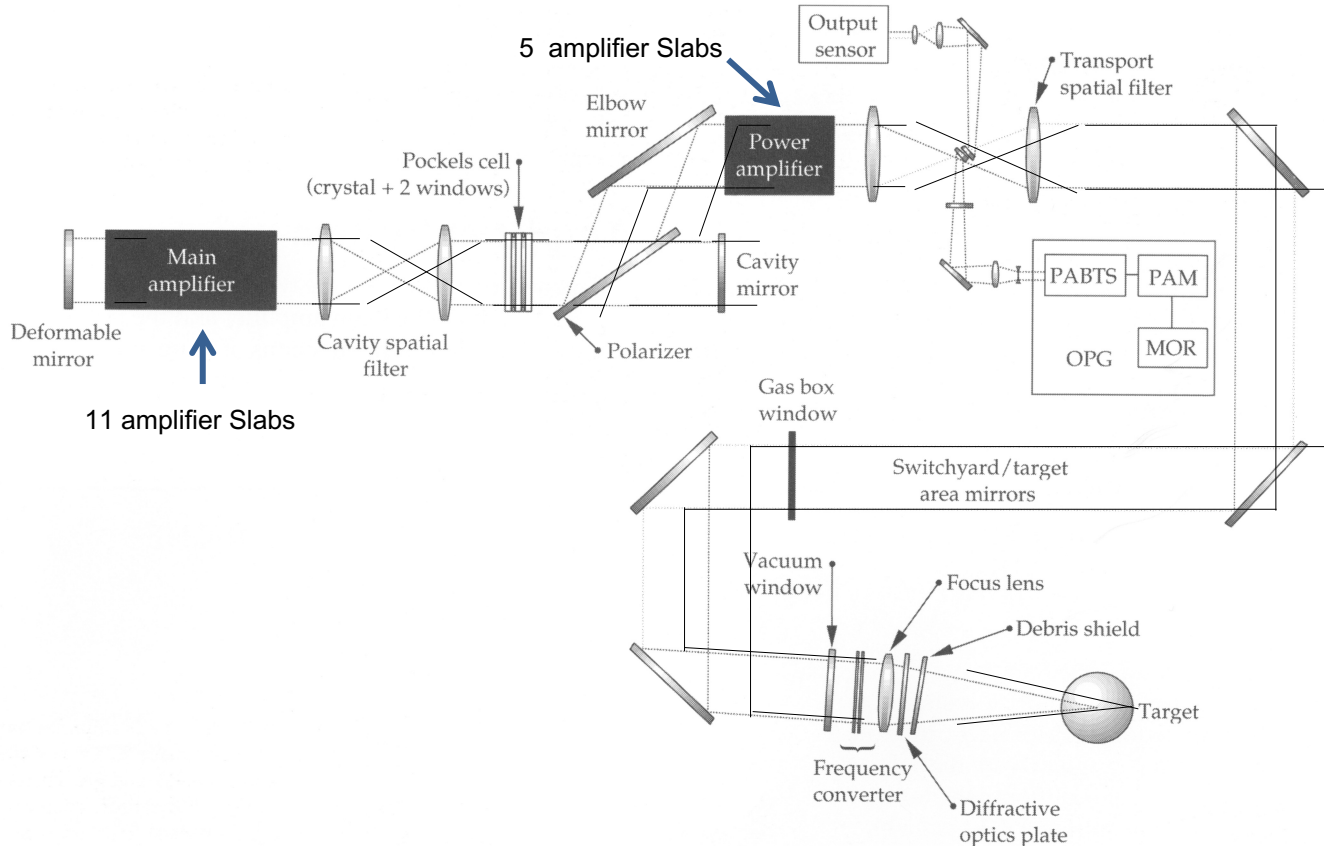 Output
sensor
5 amplifier Slabs
Transport
spatial filter
Elbow
mirror
Power
amplifier
Pockels cell
(crystal + 2 windows)
Main
amplifier
Cavity
mirror
PABTS
PAM
MOR
OPG
Deformable
mirror
Cavity spatial
filter
Polarizer
11 amplifier Slabs
Gas box
window
Switchyard/target
area mirrors
Vacuum
window
Focus lens
Debris shield
Target
Frequency
converter
Diffractive
optics plate